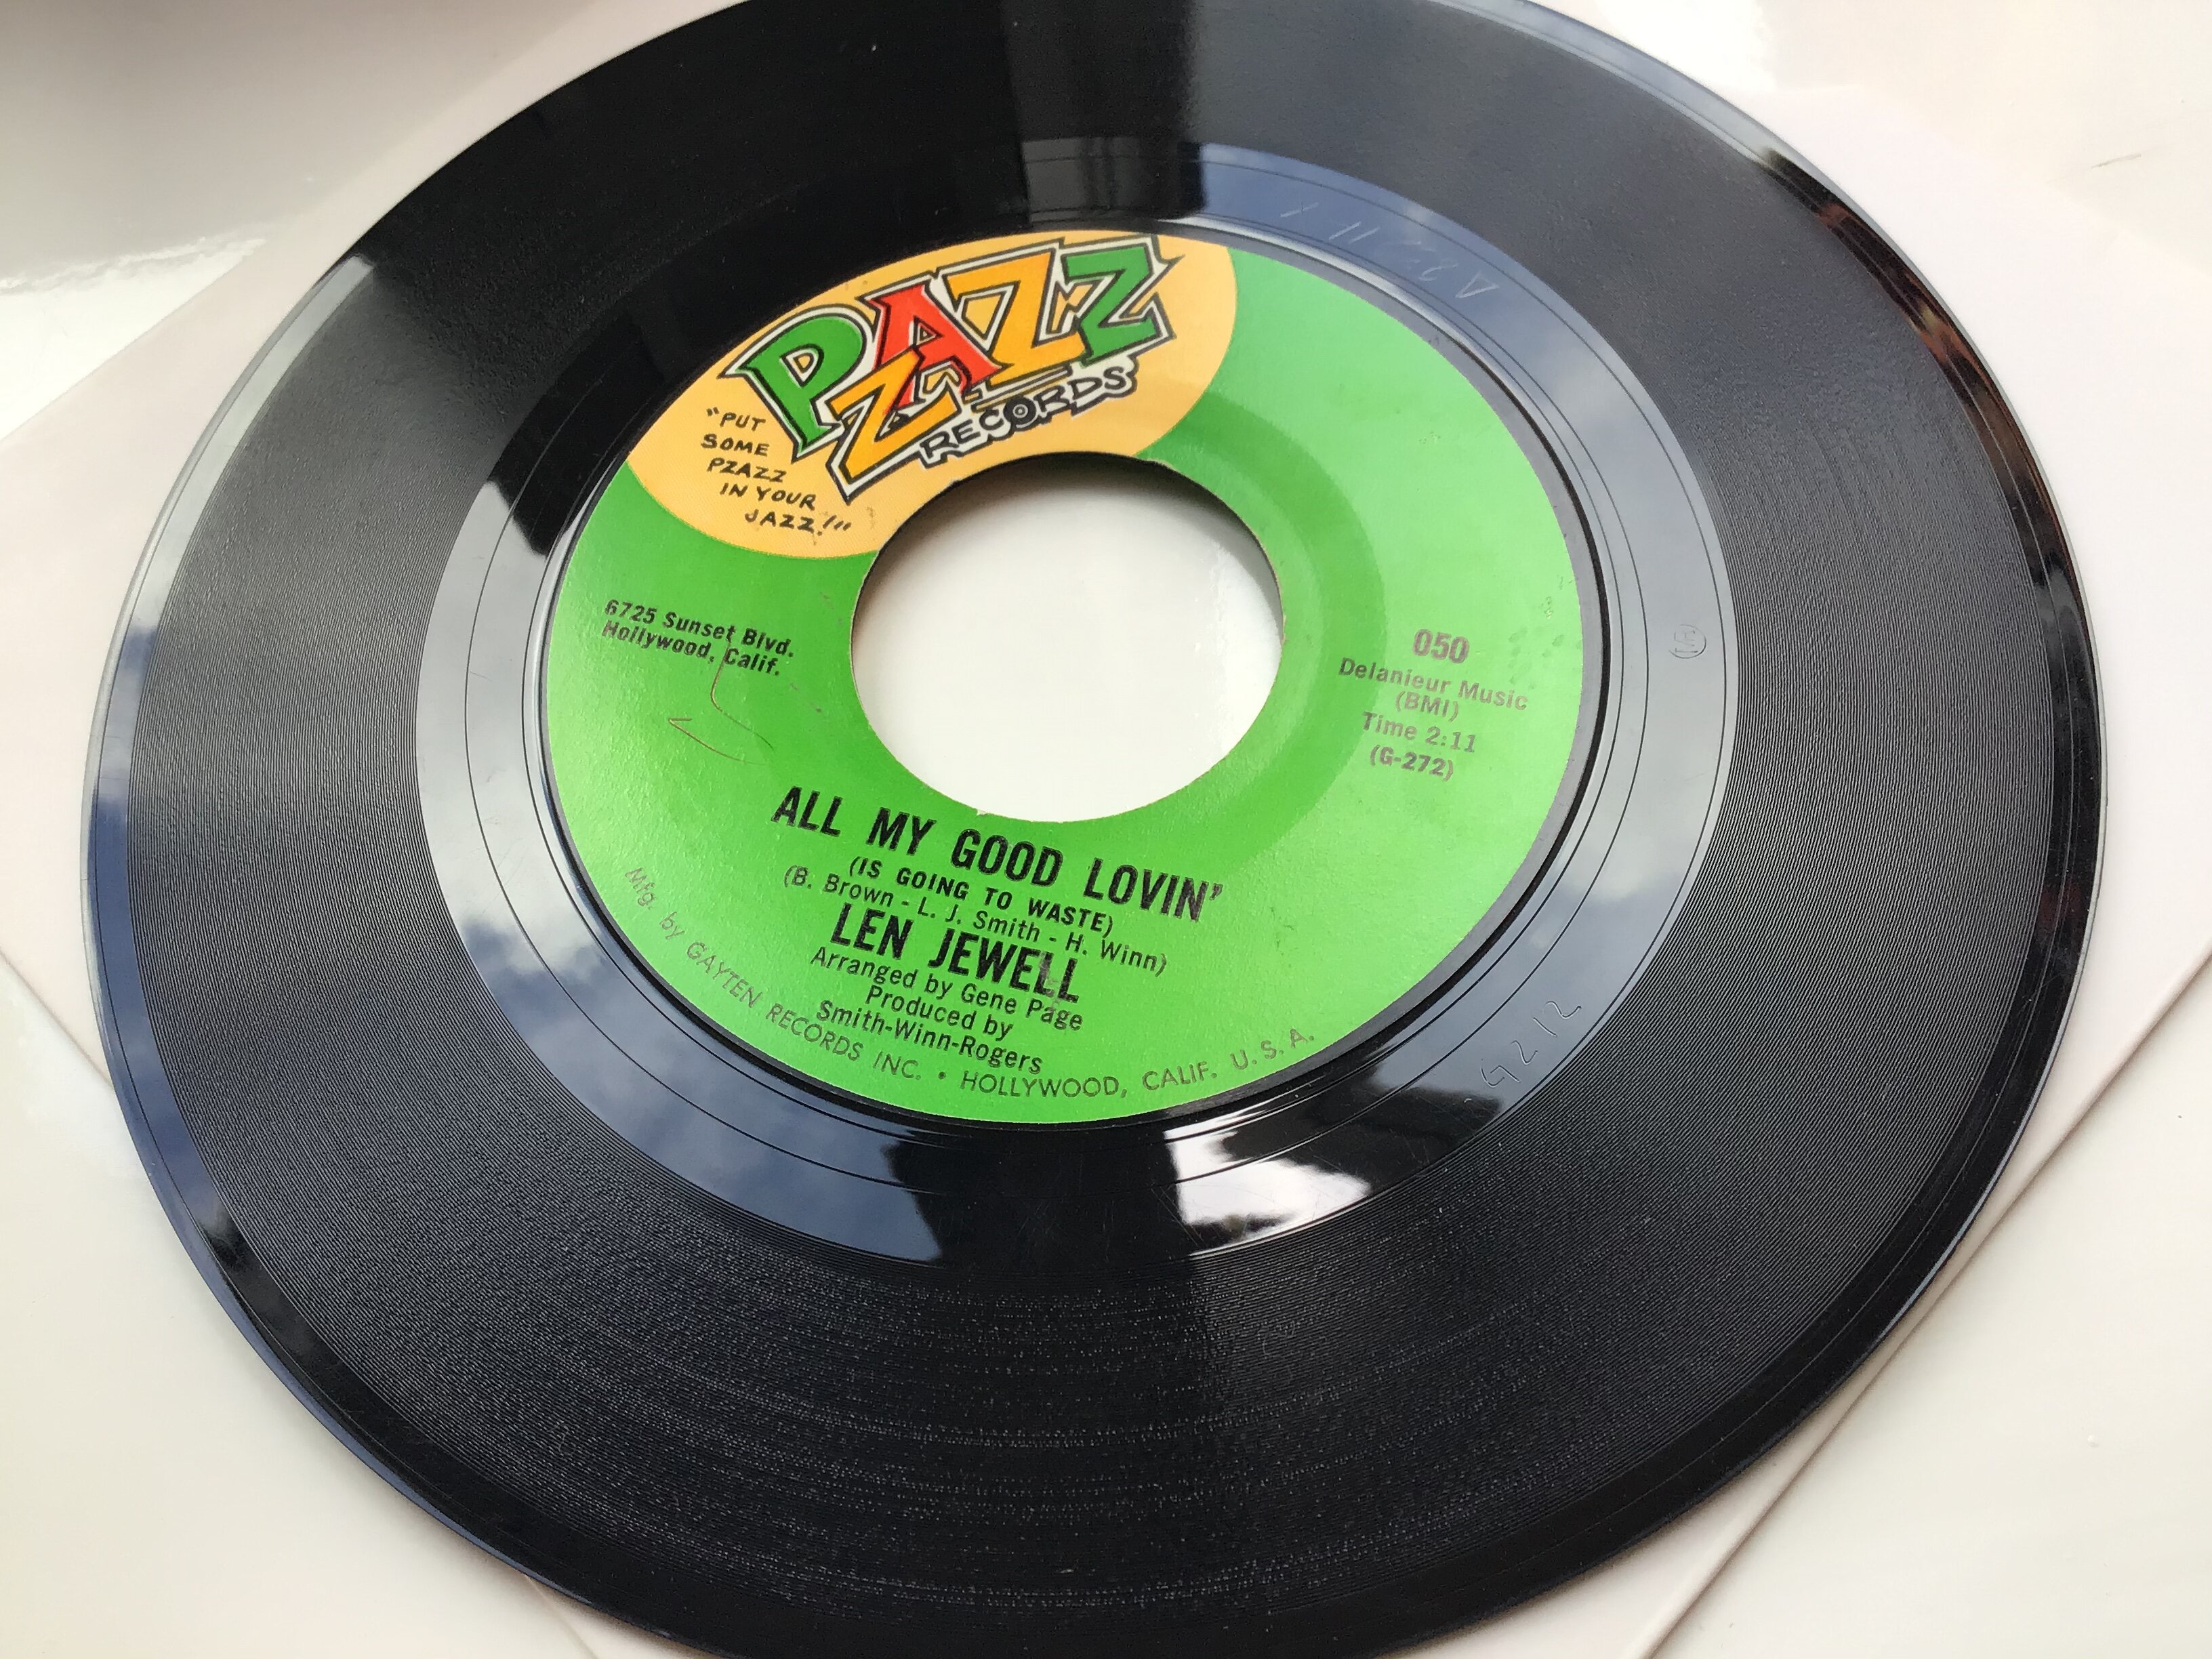 PZAZZ
RECORDS
"PUT
SOME
PZAZZ
IN YOUR
JAZZ!"
6725 Sunset Blvd.
Hollywood, Calif.
050
Delanieur Music
(BMI)
Time 2:11
(G-272)
ALL MY GOOD LOVIN'
(IS GOING TO WASTE)
(B. Brown - L. J. Smith - H. Winn)
LEN JEWELL
Arranged by Gene Page
Produced by
Smith-Winn-Rogers
Mfg. by GAYTEN RECORDS INC. • HOLLYWOOD, CALIF. U. S. A.